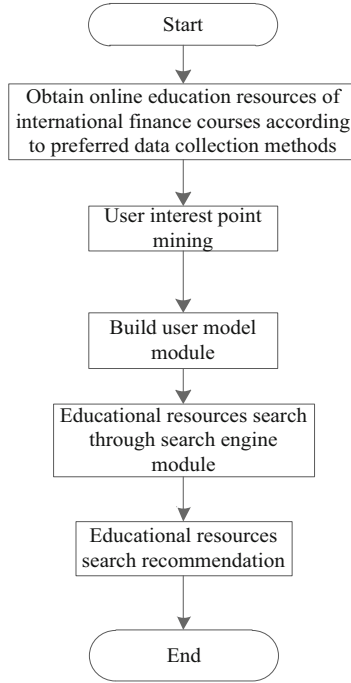 Start
Obtain online education resources of
international finance courses according
to preferred data collection methods
User interest point
mining
Build user model
module
Educational resources search
through search engine
module
Educational resources
search recommendation
End